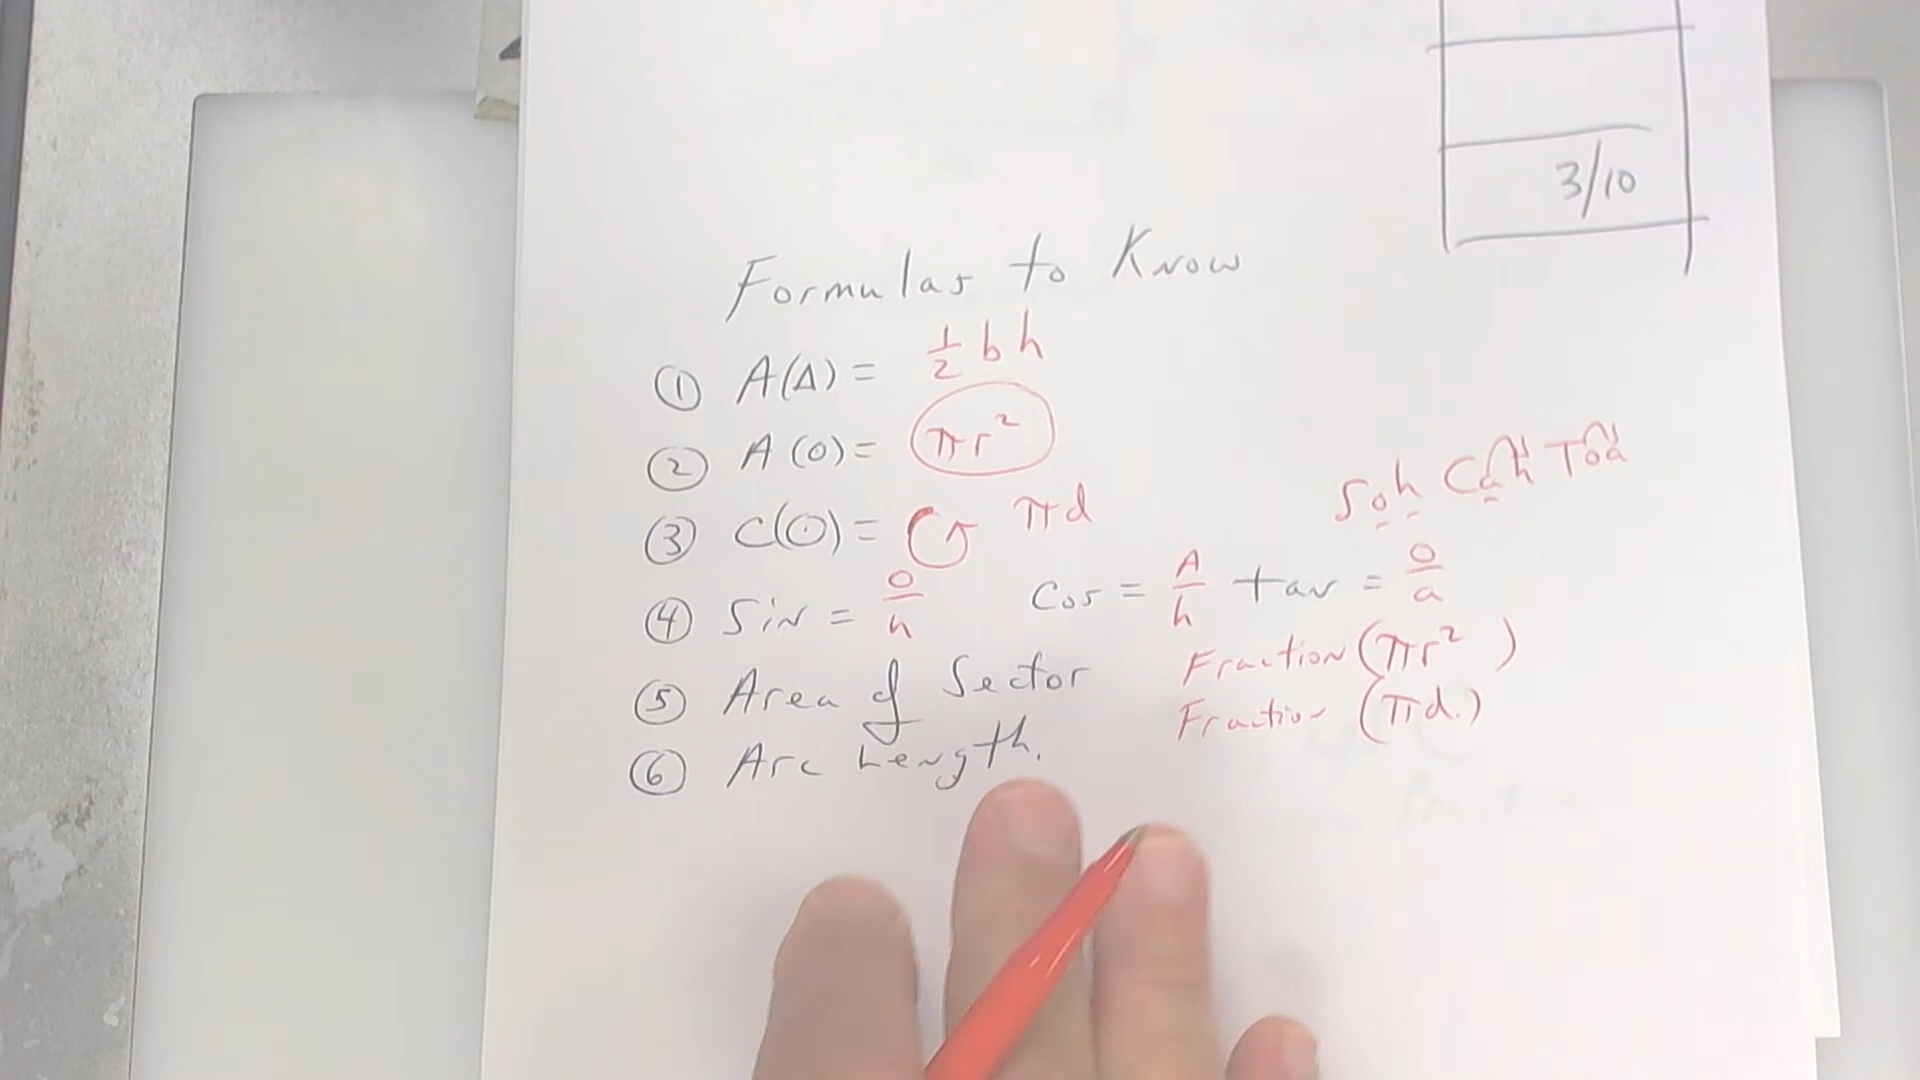 3/10
Formulas to Know
① A(Δ) = 1/2 b h
② A(O) = πr²
③ C(⊙) = πd
Soh Cah Toa
④ Sin = o/h Cos = A/h tan = o/a
⑤ Area of Sector Fraction (πr² )
⑥ Arc Length. Fraction (πd.)